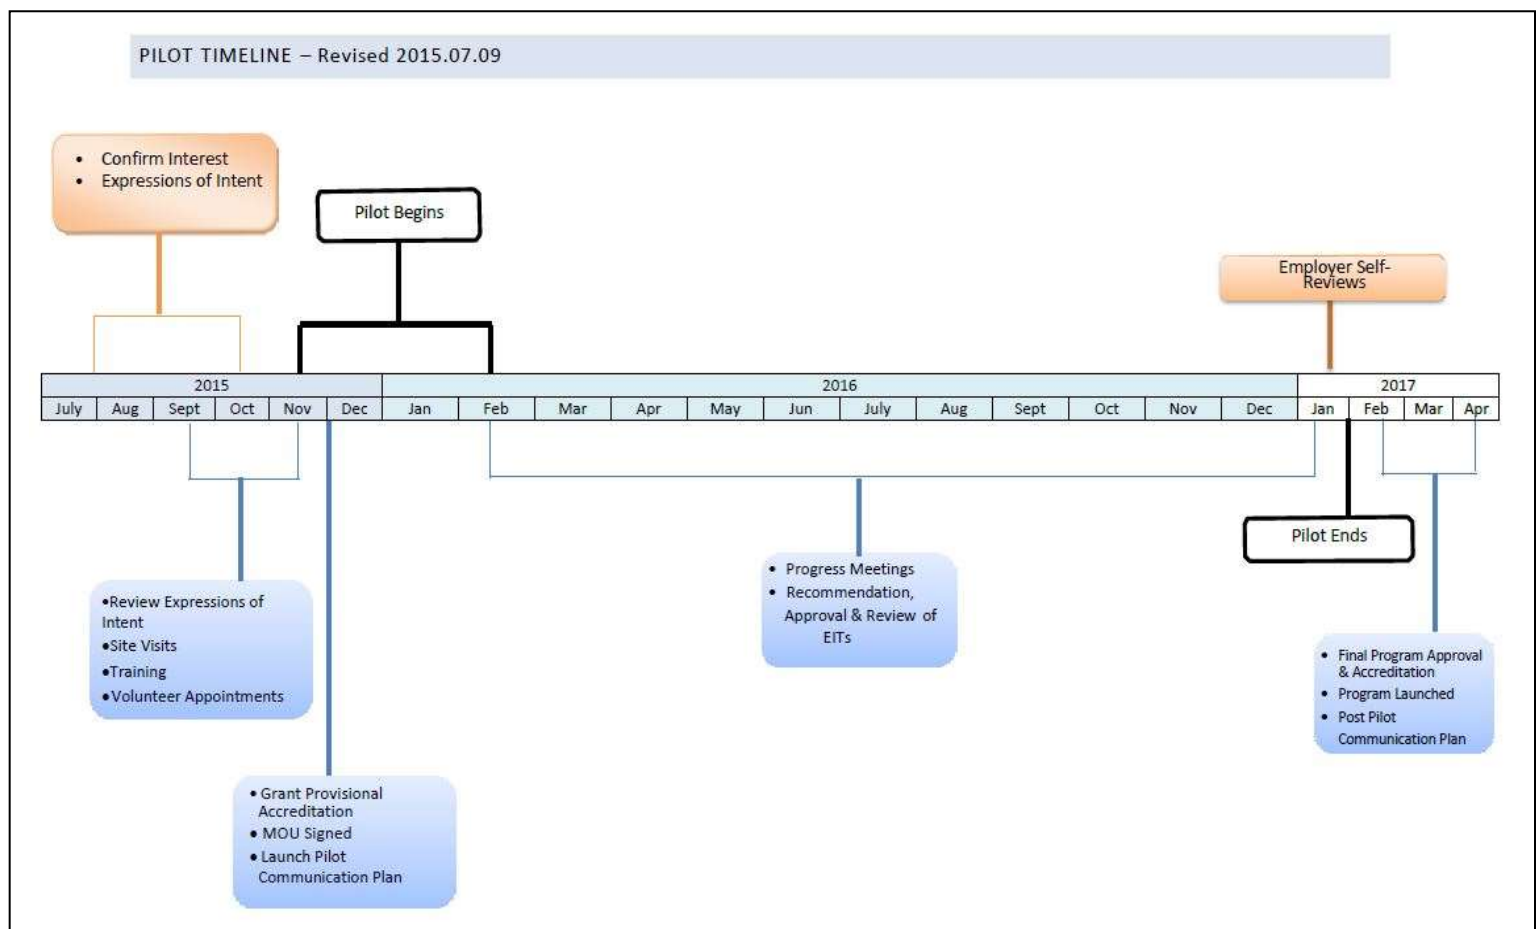 PILOT TIMELINE – Revised 2015.07.09
• Confirm Interest
• Expressions of Intent
Pilot Begins
Employer Self-
Reviews
2015 2016 2017
July Aug Sept Oct Nov Dec Jan Feb Mar Apr May Jun July Aug Sept Oct Nov Dec Jan Feb Mar Apr
Pilot Ends
• Progress Meetings
• Recommendation,
Approval & Review of
EITs
•Review Expressions of
Intent
•Site Visits
•Training
•Volunteer Appointments
• Final Program Approval
& Accreditation
• Program Launched
• Post Pilot
Communication Plan
• Grant Provisional
Accreditation
• MOU Signed
• Launch Pilot
Communication Plan